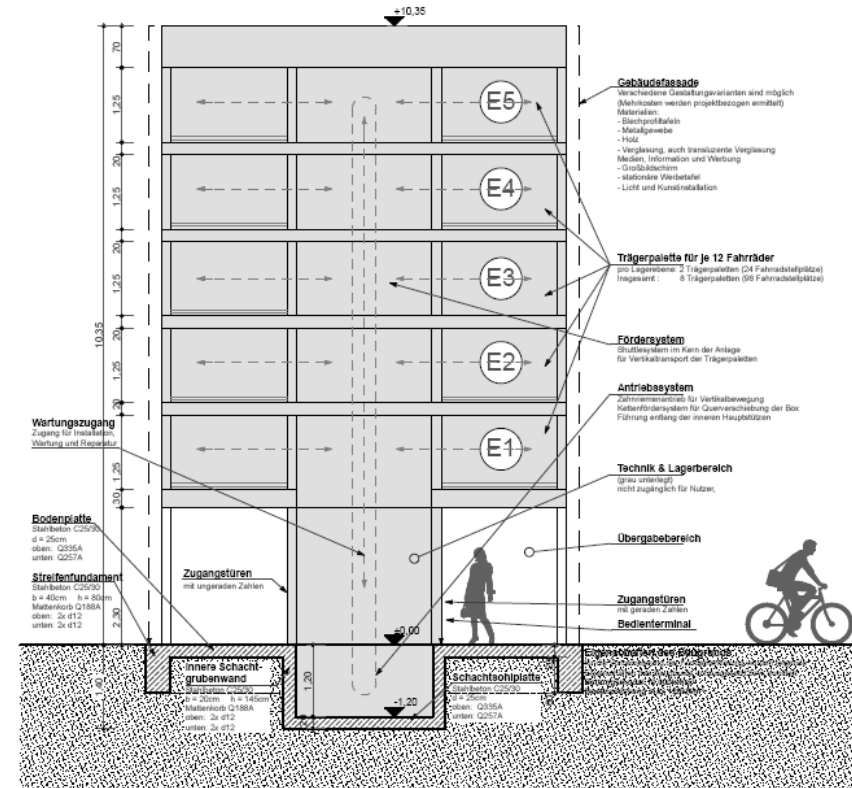 +10,35
70
1,25
20
1,25
20
1,25
20
1,25
20
1,25
30
2,30
10,35
1,20
E5
E4
E3
E2
E1
Gebäudefassade
Verschiedene Gestaltungsvarianten sind möglich
(Mehrkosten werden projektbezogen ermittelt)
Materialien:
- Blechprofiltafeln
- Metallgewebe
- Holz
- Verglasung, auch transluzente Verglasung
Medien, Information und Werbung
- Großbildschirm
- stationäre Werbetafel
- Licht und Kunstinstallation
Trägerpalette für je 12 Fahrräder
pro Lagerebene: 2 Trägerpaletten (24 Fahrradstellplätze)
Insgesamt : 8 Trägerpaletten (96 Fahrradstellplätze)
Fördersystem
Shuttlesystem im Kern der Anlage
für Vertikaltransport der Trägerpaletten
Antriebssystem
Zahnriemenantrieb für Vertikalbewegung
Kettenfördersystem für Querverschiebung der Box
Führung entlang der inneren Hauptstützen
Wartungszugang
Zugang für Installation,
Wartung und Reparatur
Technik & Lagerbereich
(grau unterlegt)
nicht zugänglich für Nutzer,
Bodenplatte
Stahlbeton C25/30
d = 25cm
oben: Q335A
unten: Q257A
Übergabebereich
Streifenfundament
Stahlbeton C25/30
b = 40cm h = 80cm
Mattenkorb Q188A
oben: 2x d12
unten: 2x d12
Zugangstüren
mit ungeraden Zahlen
Zugangstüren
mit geraden Zahlen
Bedienterminal
±0,00
Innere Schacht-
grubenwand
Stahlbeton C25/30
b = 20cm h = 145cm
Mattenkorb Q188A
oben: 2x d12
unten: 2x d12
-1,20
Schachtsohlplatte
Stahlbeton C25/30
d = 25cm
oben: Q335A
unten: Q257A